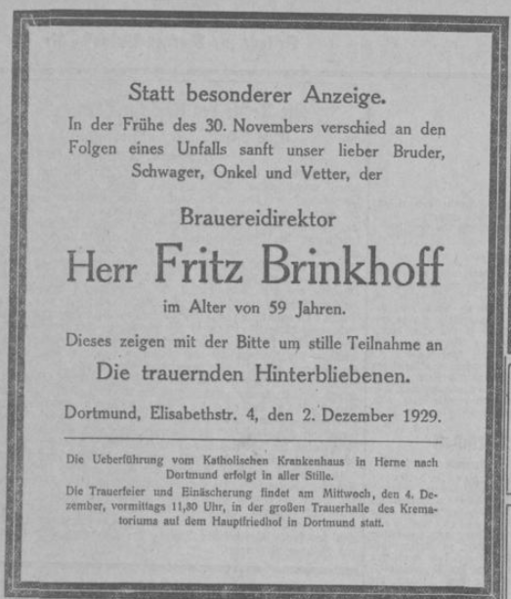 Statt besonderer Anzeige.
In der Frühe des 30. Novembers verschied an den
Folgen eines Unfalls sanft unser lieber Bruder,
Schwager, Onkel und Vetter, der
Brauereidirektor
Herr Fritz Brinkhoff
im Alter von 59 Jahren.
Dieses zeigen mit der Bitte um stille Teilnahme an
Die trauernden Hinterbliebenen.
Dortmund, Elisabethstr. 4, den 2. Dezember 1929.
Die Ueberführung vom Katholischen Krankenhaus in Herne nach
Dortmund erfolgt in aller Stille.
Die Trauerfeier und Einäscherung findet am Mittwoch, den 4. De-
zember, vormittags 11,30 Uhr, in der großen Trauerhalle des Krema-
toriums auf dem Hauptfriedhof in Dortmund statt.